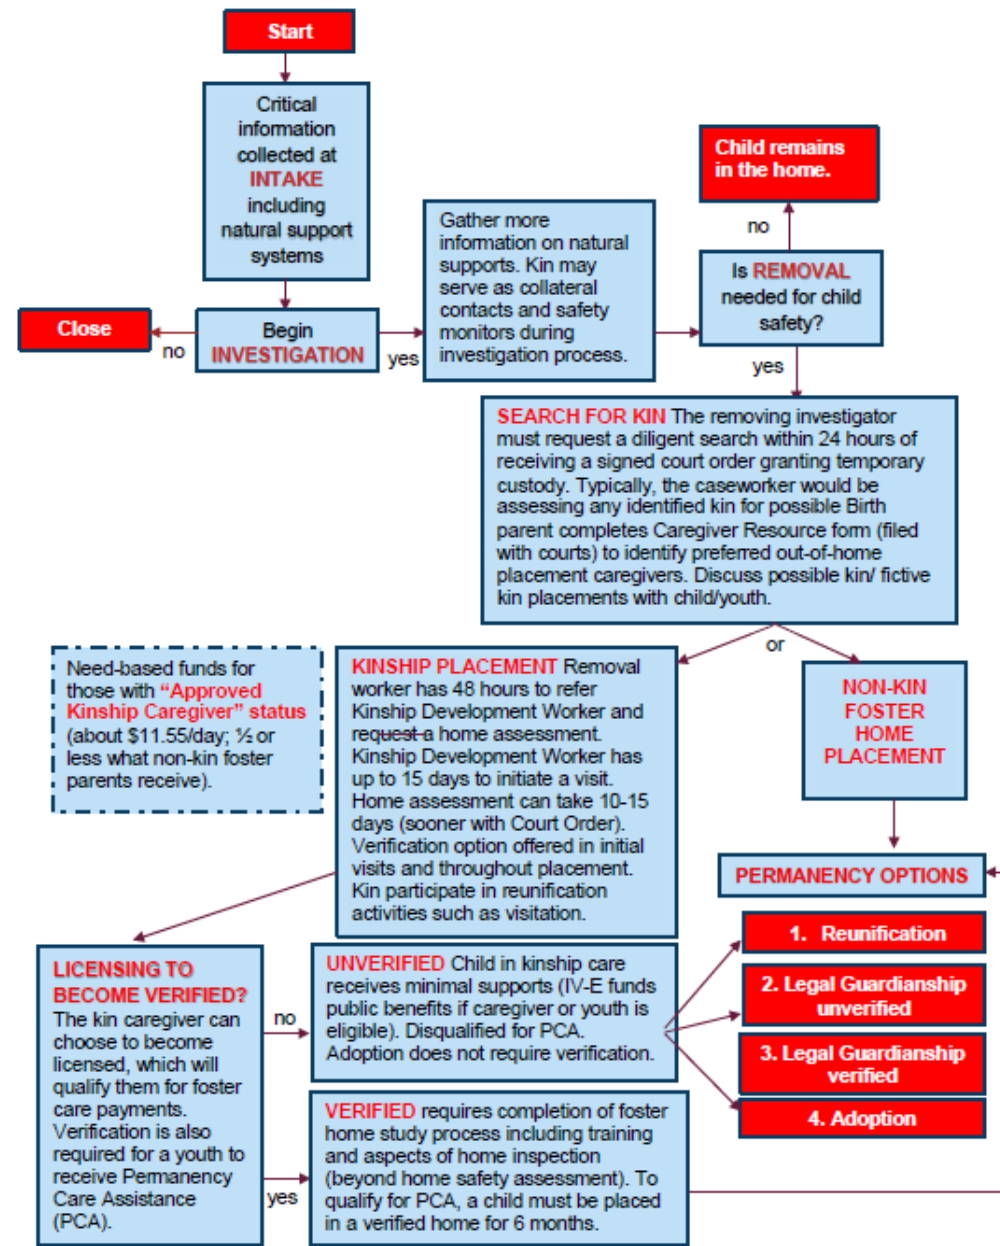 Start
Critical
information
collected at
INTAKE
including
natural support
systems
Close
no
Begin
INVESTIGATION
yes
Gather more
information on natural
supports. Kin may
serve as collateral
contacts and safety
monitors during
investigation process.
Child remains
in the home.
no
Is REMOVAL
needed for child
safety?
yes
SEARCH FOR KIN The removing investigator
must request a diligent search within 24 hours of
receiving a signed court order granting temporary
custody. Typically, the caseworker would be
assessing any identified kin for possible Birth
parent completes Caregiver Resource form (filed
with courts) to identify preferred out-of-home
placement caregivers. Discuss possible kin/ fictive
kin placements with child/youth.
or
Need-based funds for
those with “Approved
Kinship Caregiver” status
(about $11.55/day; ½ or
less what non-kin foster
parents receive).
KINSHIP PLACEMENT Removal
worker has 48 hours to refer
Kinship Development Worker and
request a home assessment.
Kinship Development Worker has
up to 15 days to initiate a visit.
Home assessment can take 10-15
days (sooner with Court Order).
Verification option offered in initial
visits and throughout placement.
Kin participate in reunification
activities such as visitation.
NON-KIN
FOSTER
HOME
PLACEMENT
PERMANENCY OPTIONS
1. Reunification
2. Legal Guardianship
unverified
3. Legal Guardianship
verified
4. Adoption
LICENSING TO
BECOME VERIFIED?
The kin caregiver can
choose to become
licensed, which will
qualify them for foster
care payments.
Verification is also
required for a youth to
receive Permanency
Care Assistance
(PCA).
no
UNVERIFIED Child in kinship care
receives minimal supports (IV-E funds
public benefits if caregiver or youth is
eligible). Disqualified for PCA.
Adoption does not require verification.
yes
VERIFIED requires completion of foster
home study process including training
and aspects of home inspection
(beyond home safety assessment). To
qualify for PCA, a child must be placed
in a verified home for 6 months.